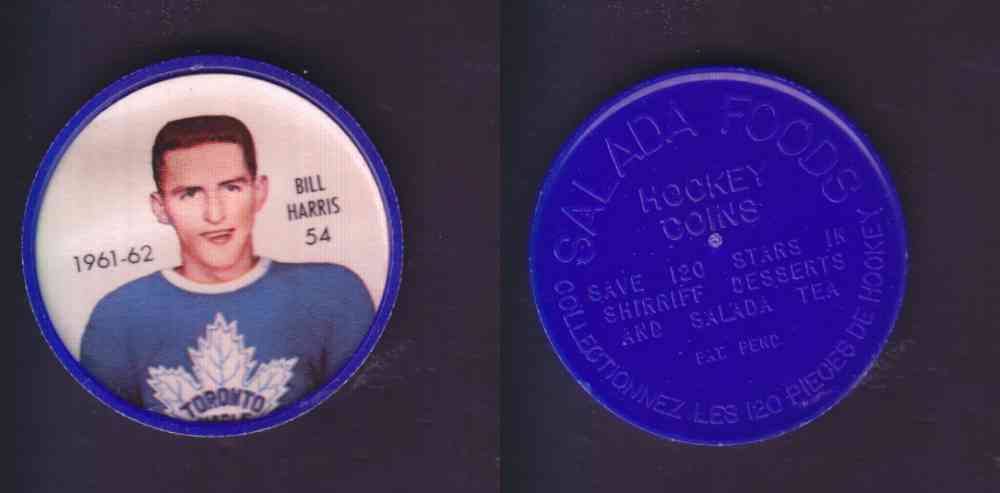 1961-62
BILL
HARRIS
54
TORONTO
SALADA FOODS
HOCKEY
COINS
SAVE 120 STARS IN
SHIRRIFF DESSERTS
AND SALADA TEA
PAT. PEND.
COLLECTIONNEZ LES 120 PIECES DE HOCKEY